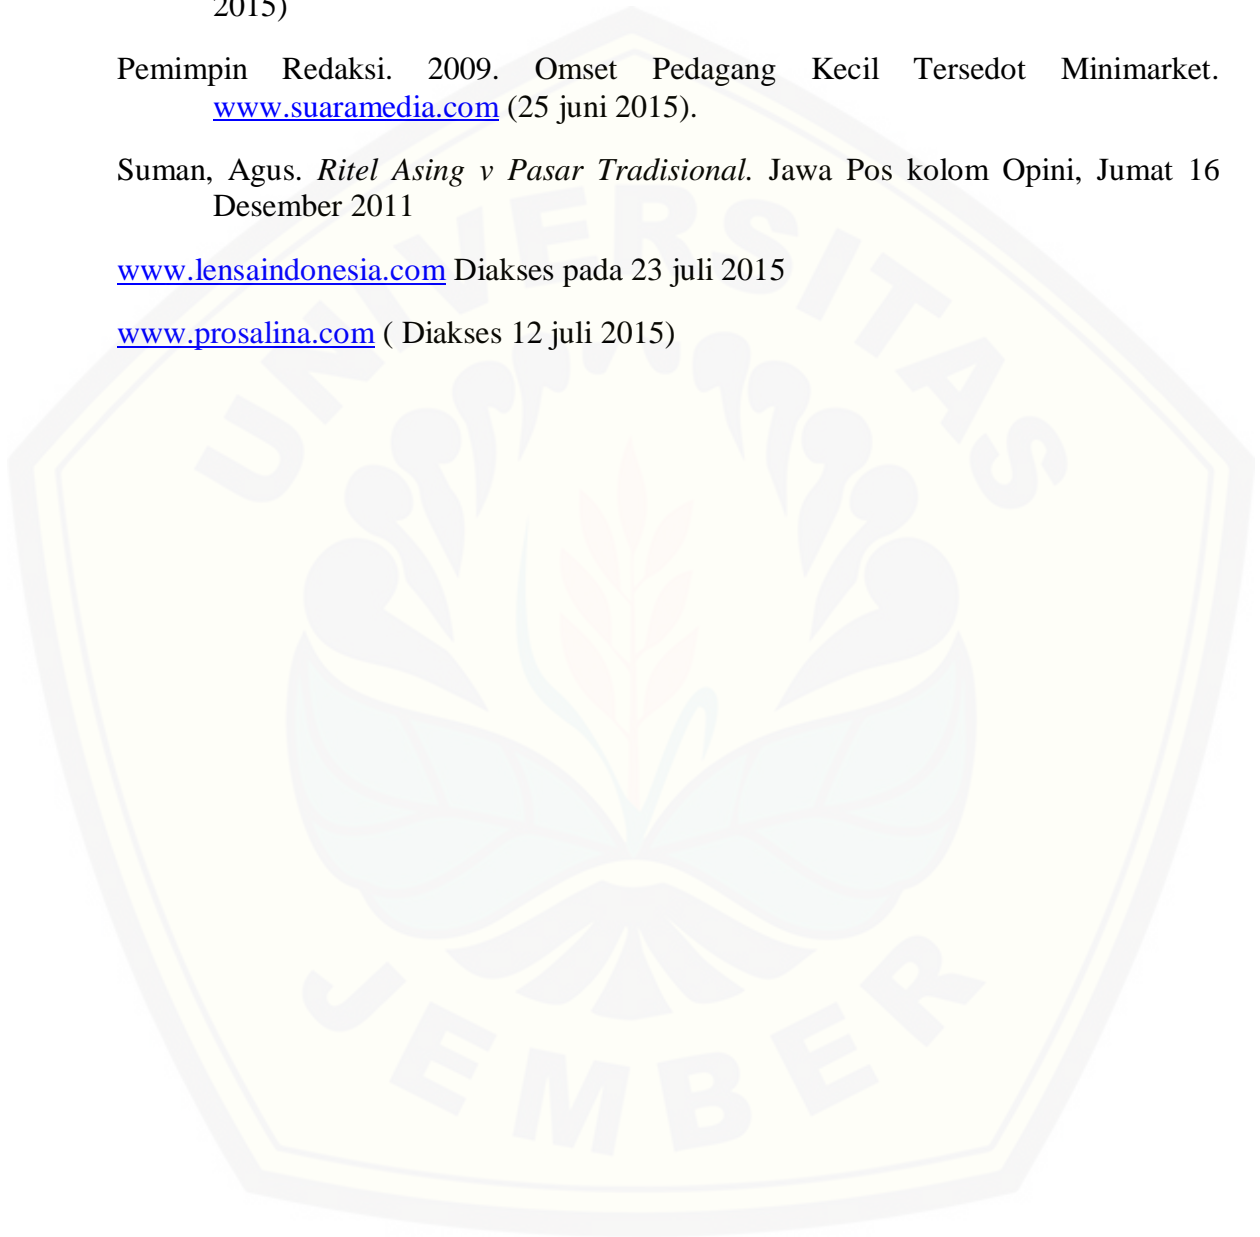 2015)
Pemimpin Redaksi. 2009. Omset Pedagang Kecil Tersedot Minimarket.
www.suaramedia.com (25 juni 2015).
Suman, Agus. Ritel Asing v Pasar Tradisional. Jawa Pos kolom Opini, Jumat 16
Desember 2011
www.lensaindonesia.com Diakses pada 23 juli 2015
www.prosalina.com ( Diakses 12 juli 2015)
UNIVERSITAS
JEMBER